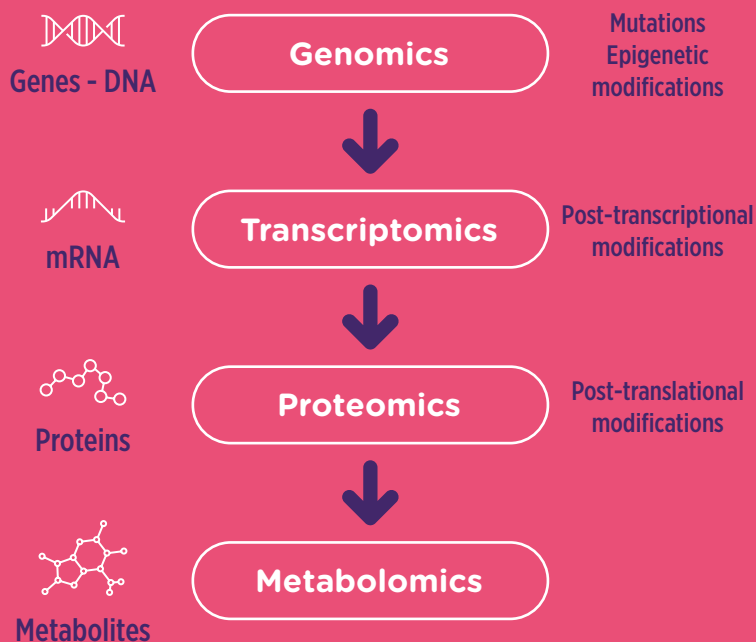 Genes - DNA
Genomics
Mutations
Epigenetic
modifications
mRNA
Transcriptomics
Post-transcriptional
modifications
Proteins
Proteomics
Post-translational
modifications
Metabolites
Metabolomics